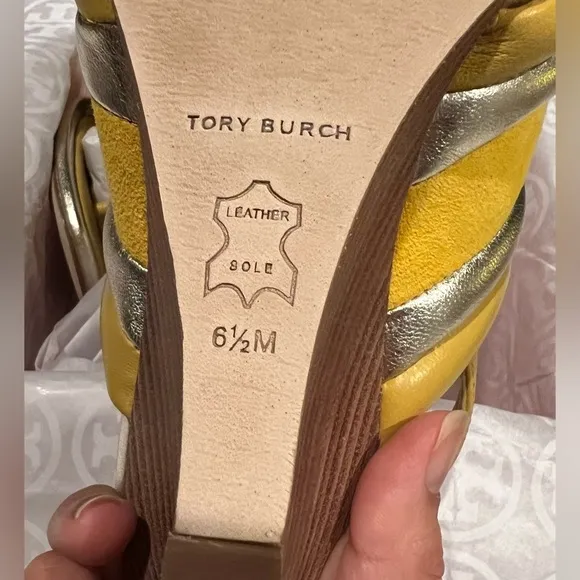 TORY BURCH
LEATHER
SOLE
6½M